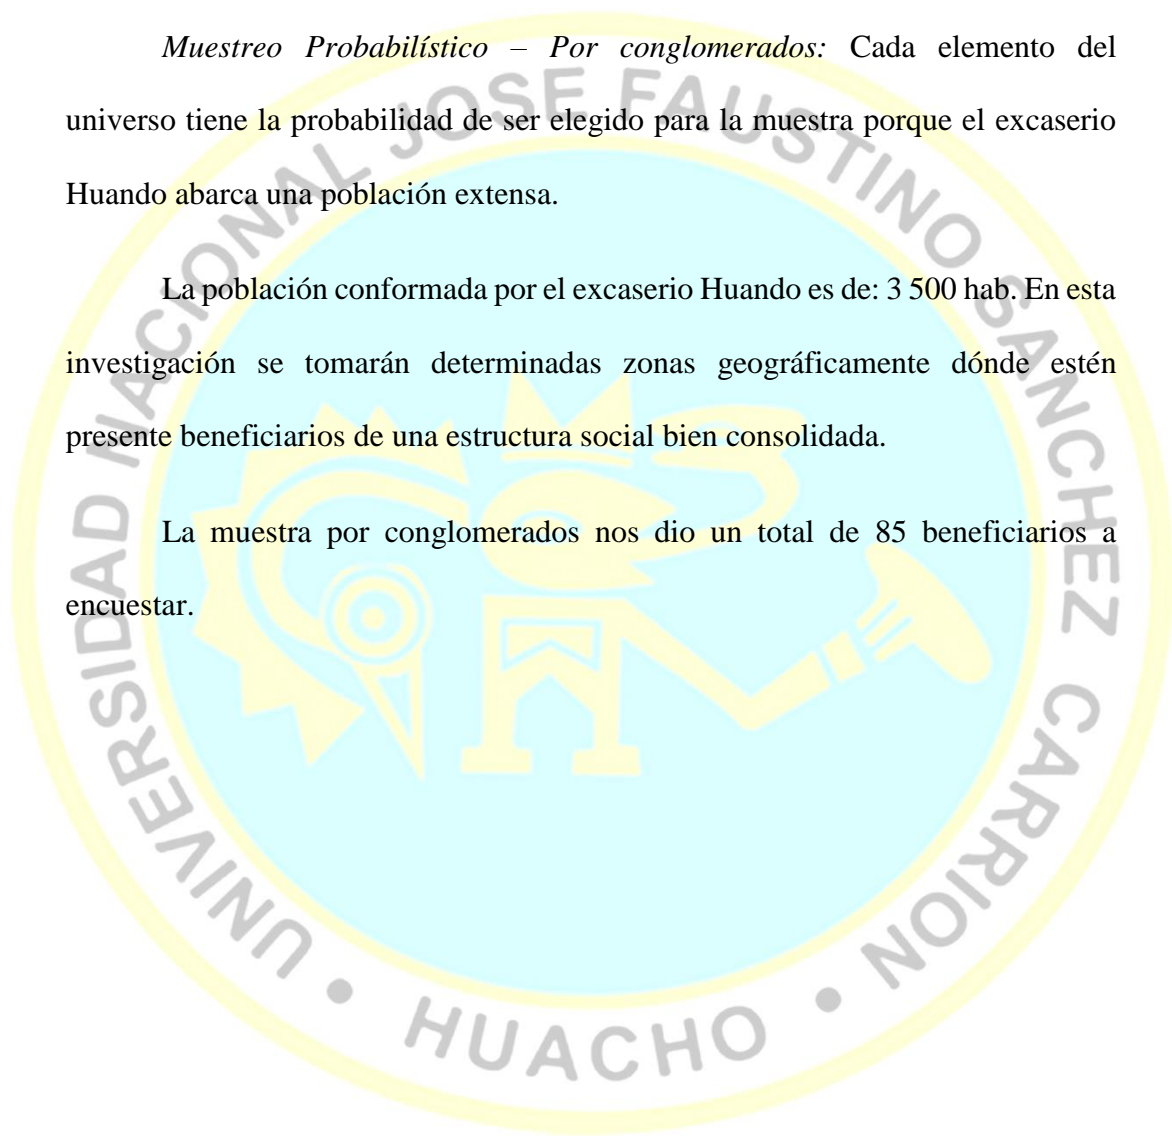 Muestreo Probabilístico – Por conglomerados: Cada elemento del
universo tiene la probabilidad de ser elegido para la muestra porque el excaserio
Huando abarca una población extensa.
La población conformada por el excaserio Huando es de: 3 500 hab. En esta
investigación se tomarán determinadas zonas geográficamente dónde estén
presente beneficiarios de una estructura social bien consolidada.
La muestra por conglomerados nos dio un total de 85 beneficiarios a
encuestar.
UNIVERSIDAD NACIONAL JOSE FAUSTINO SANCHEZ CARRION • HUACHO •